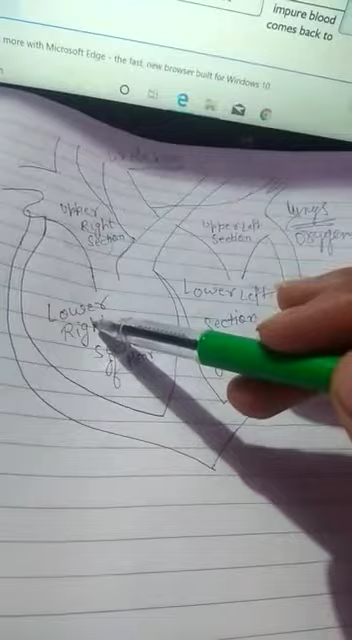 impure blood
comes back to
more with Microsoft Edge - the fast, new browser built for Windows 10
Upper
Right
Section
Upper Left
Section
Lungs
Oxygen
Lower
Lower Left
Section